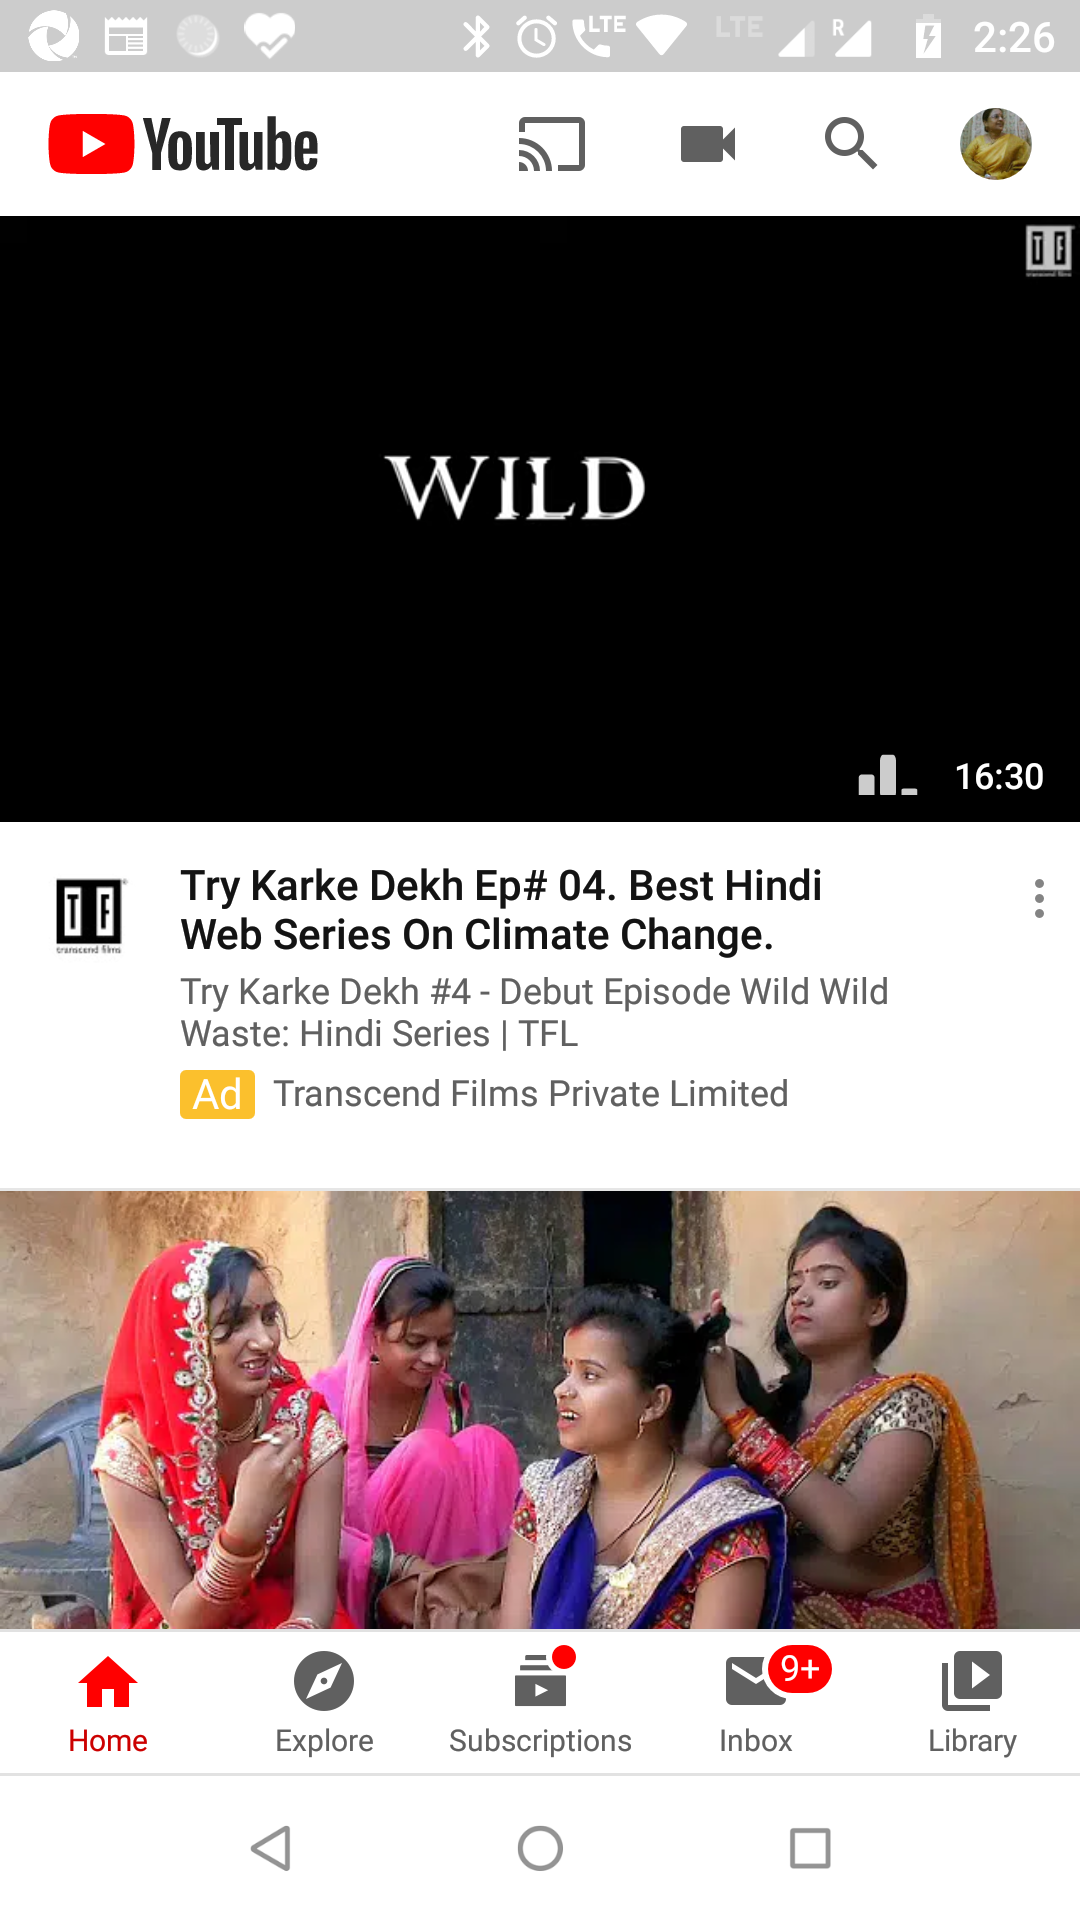 LTE
LTE
R
2:26
YouTube
TF
WILD
16:30
TF
transcend films
Try Karke Dekh Ep# 04. Best Hindi
Web Series On Climate Change.
Try Karke Dekh #4 - Debut Episode Wild Wild
Waste: Hindi Series | TFL
Ad Transcend Films Private Limited
9+
Home Explore Subscriptions Inbox Library